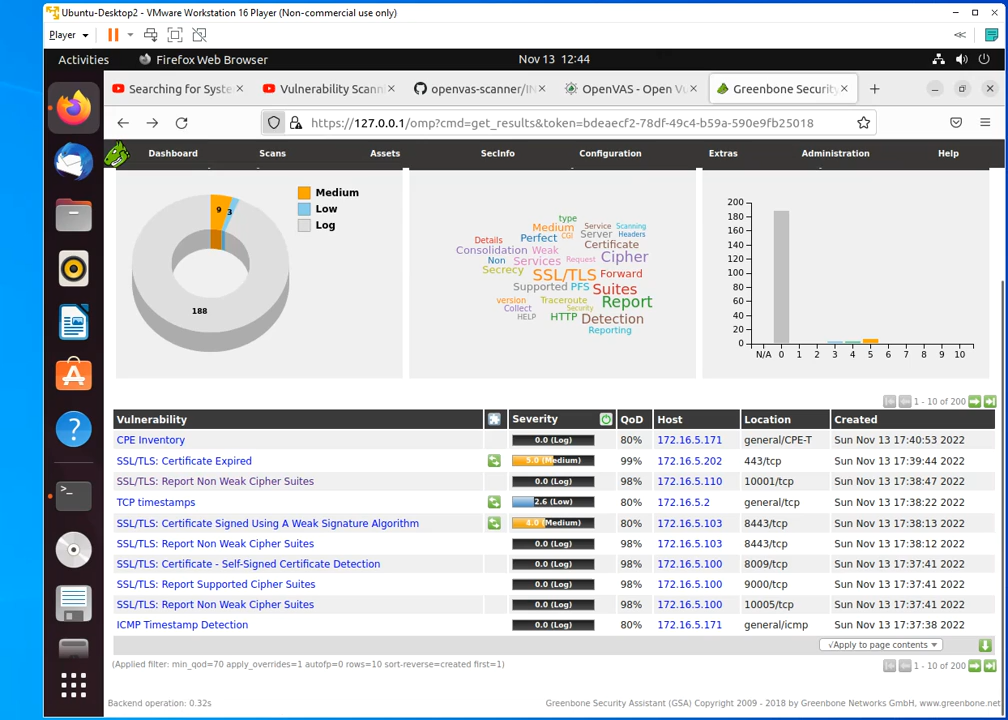 Ubuntu-Desktop2 - VMware Workstation 16 Player (Non-commercial use only)
Player
Activities Firefox Web Browser Nov 13 12:44
Searching for Syste Vulnerability Scann openvas-scanner/IN OpenVAS - Open Vu Greenbone Security
https://127.0.0.1/omp?cmd=get_results&token=bdeaecf2-78df-49c4-b59a-590e9fb25018
Dashboard Scans Assets SecInfo Configuration Extras Administration Help
9 3
188
Medium
Low
Log
type
Medium CGI Service Scanning
Details Perfect Server Headers
Consolidation Weak Certificate
Non Services Request Cipher
Secrecy SSL/TLS Forward
Supported PFS Suites
version Traceroute Report
Collect Security
HELP HTTP Detection
Reporting
200
180
160
140
120
100
80
60
40
20
0
N/A 0 1 2 3 4 5 6 7 8 9 10
1 - 10 of 200
Vulnerability Severity QoD Host Location Created
CPE Inventory 0.0 (Log) 80% 172.16.5.171 general/CPE-T Sun Nov 13 17:40:53 2022
SSL/TLS: Certificate Expired 5.0 (Medium) 99% 172.16.5.202 443/tcp Sun Nov 13 17:39:44 2022
SSL/TLS: Report Non Weak Cipher Suites 0.0 (Log) 98% 172.16.5.110 10001/tcp Sun Nov 13 17:38:47 2022
TCP timestamps 2.6 (Low) 80% 172.16.5.2 general/tcp Sun Nov 13 17:38:22 2022
SSL/TLS: Certificate Signed Using A Weak Signature Algorithm 4.0 (Medium) 80% 172.16.5.103 8443/tcp Sun Nov 13 17:38:13 2022
SSL/TLS: Report Non Weak Cipher Suites 0.0 (Log) 98% 172.16.5.103 8443/tcp Sun Nov 13 17:38:12 2022
SSL/TLS: Certificate - Self-Signed Certificate Detection 0.0 (Log) 98% 172.16.5.100 8009/tcp Sun Nov 13 17:37:41 2022
SSL/TLS: Report Supported Cipher Suites 0.0 (Log) 98% 172.16.5.100 9000/tcp Sun Nov 13 17:37:41 2022
SSL/TLS: Report Non Weak Cipher Suites 0.0 (Log) 98% 172.16.5.100 10005/tcp Sun Nov 13 17:37:41 2022
ICMP Timestamp Detection 0.0 (Log) 80% 172.16.5.171 general/icmp Sun Nov 13 17:37:38 2022
√Apply to page contents
(Applied filter: min_qod=70 apply_overrides=1 autofp=0 rows=10 sort-reverse=created first=1)
1 - 10 of 200
Backend operation: 0.32s Greenbone Security Assistant (GSA) Copyright 2009 - 2018 by Greenbone Networks GmbH, www.greenbone.net